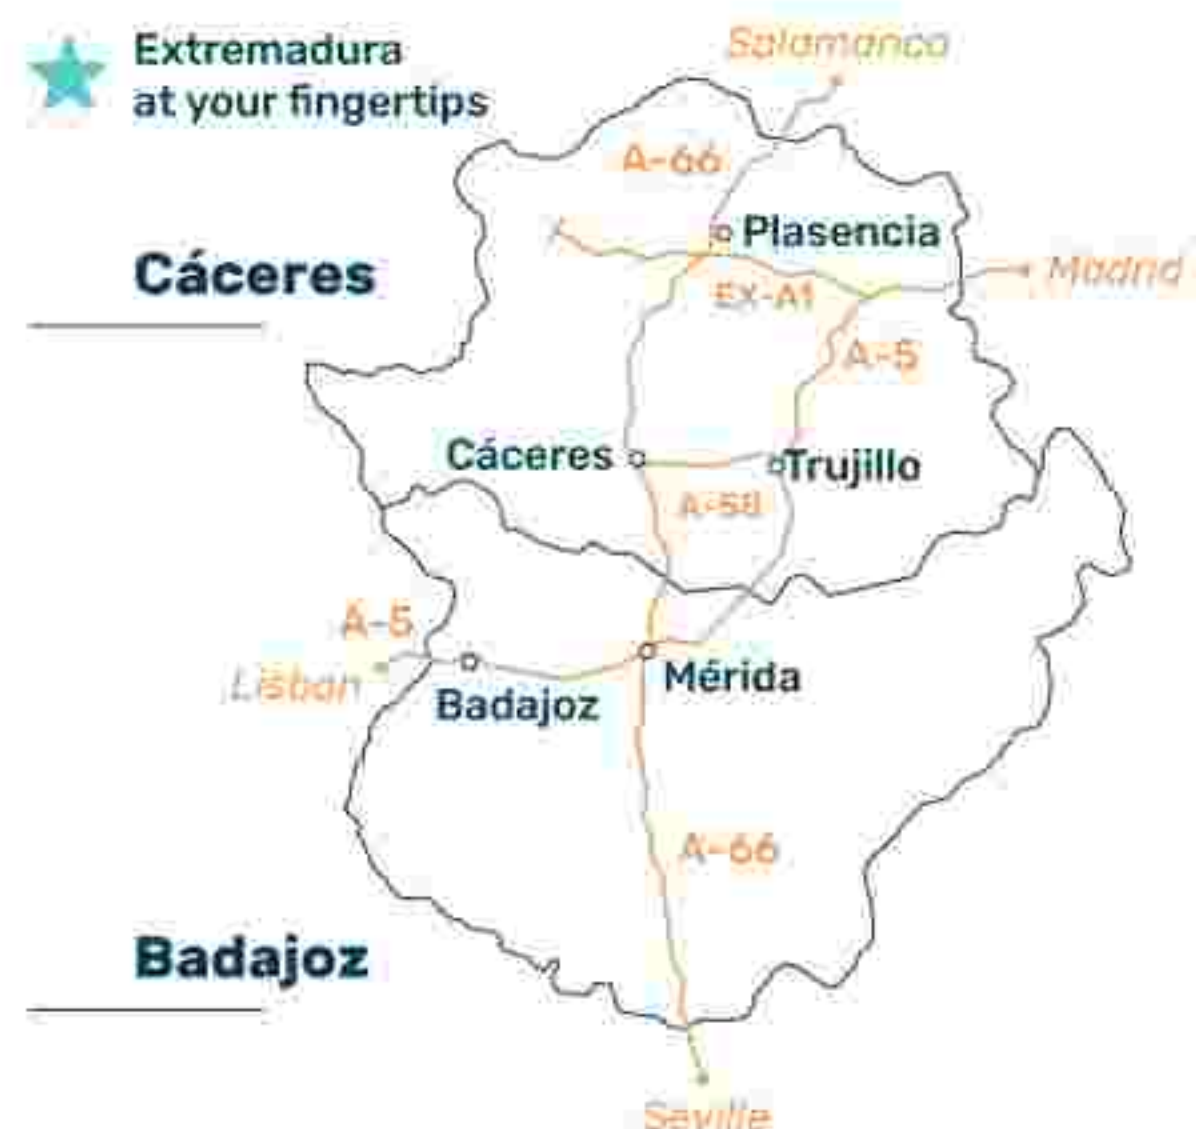 Extremadura
at your fingertips
Salamanca
A-66
Plasencia
Cáceres
Madrid
EX-A1
A-5
Cáceres
Trujillo
A-58
A-5
Lisbon
Mérida
Badajoz
A-66
Badajoz
Seville